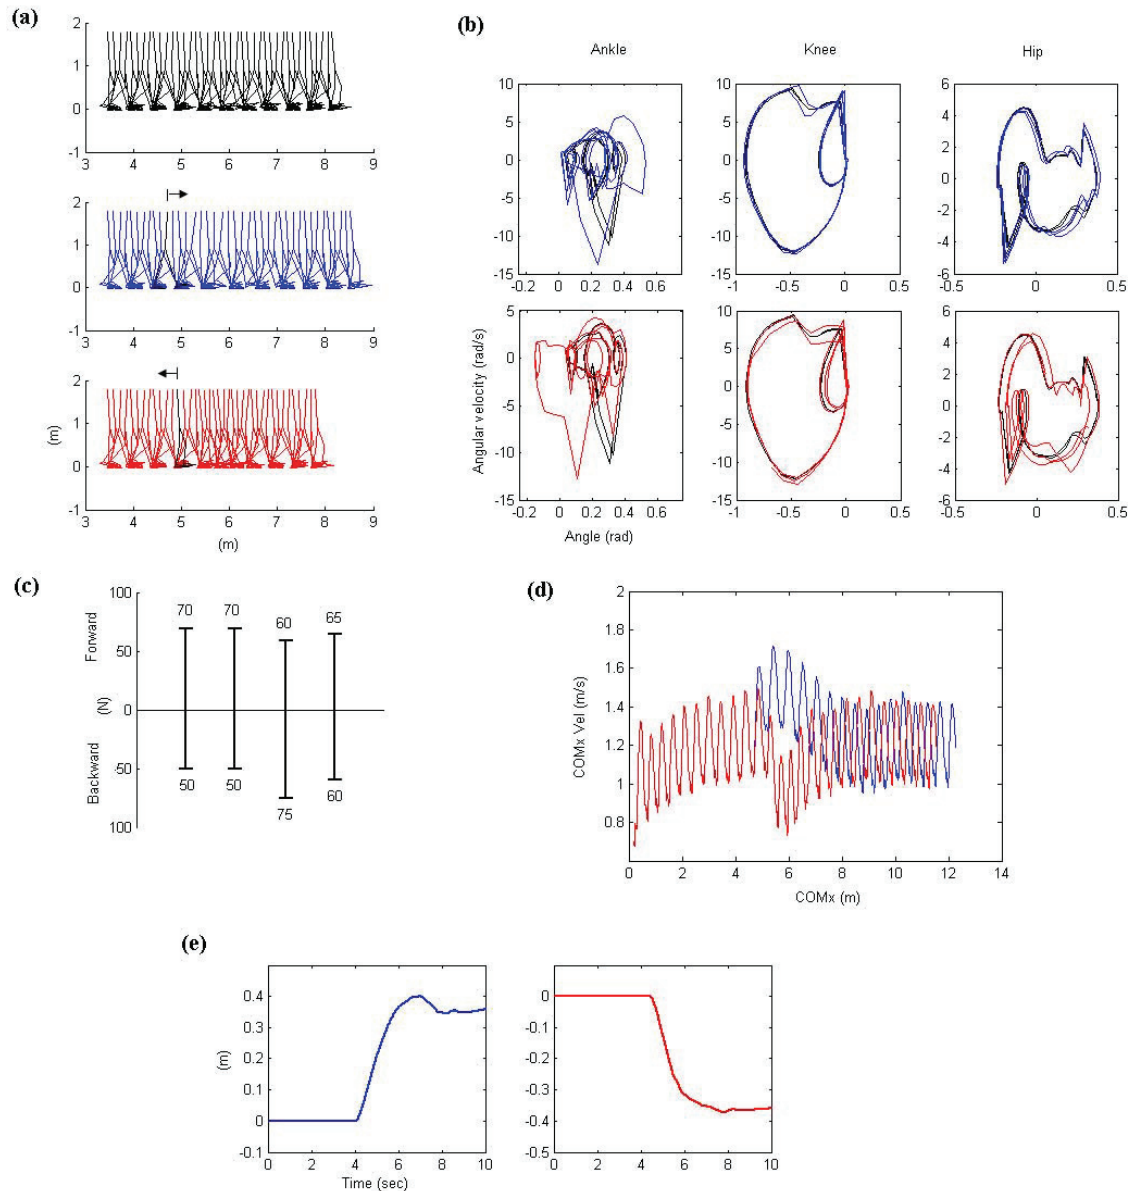 (a)
2
1
0
-1
3 4 5 6 7 8 9
2
1
0
-1
3 4 5 6 7 8 9
(m)
2
1
0
-1
3 4 5 6 7 8 9
(m)
(b)
Ankle Knee Hip
10
5
0
-5
-10
-15
-0.2 0 0.2 0.4 0.6
10
5
0
-5
-10
-15
-1 -0.5 0 0.5
6
4
2
0
-2
-4
-6
-0.5 0 0.5
Angular velocity (rad/s)
5
0
-5
-10
-15
-0.2 0 0.2 0.4 0.6
Angle (rad)
10
5
0
-5
-10
-15
-1 -0.5 0 0.5
6
4
2
0
-2
-4
-6
-0.5 0 0.5
(c)
Forward
(N)
Backward
100
50
0
50
100
70 70 60 65
50 50 75 60
(d)
COMx Vel (m/s)
2
1.8
1.6
1.4
1.2
1
0.8
0 2 4 6 8 10 12 14
COMx (m)
(e)
(m)
0.4
0.3
0.2
0.1
0
-0.1
0 2 4 6 8 10
Time (sec)
0
-0.1
-0.2
-0.3
-0.4
-0.5
0 2 4 6 8 10